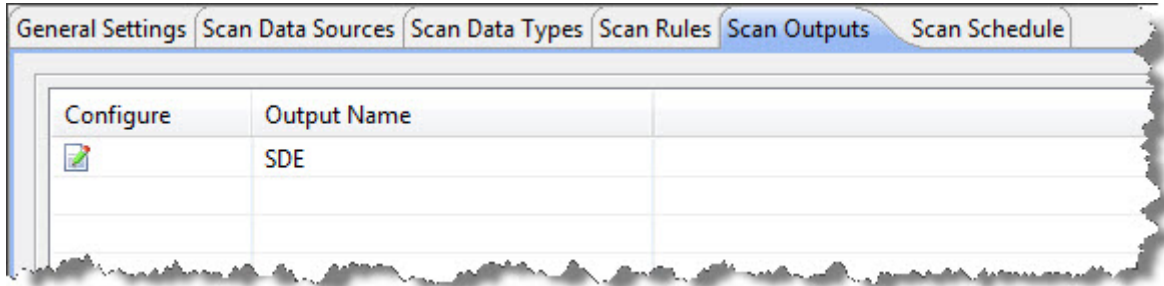 General Settings Scan Data Sources Scan Data Types Scan Rules Scan Outputs Scan Schedule
Configure Output Name
SDE